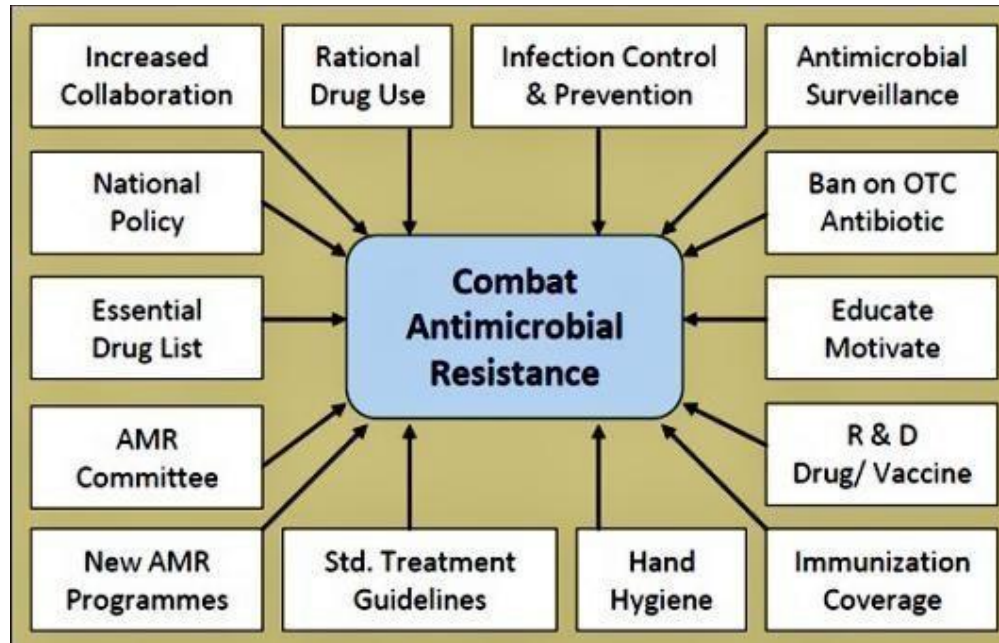 Increased
Collaboration
Rational
Drug Use
Infection Control
& Prevention
Antimicrobial
Surveillance
National
Policy
Ban on OTC
Antibiotic
Combat
Antimicrobial
Resistance
Essential
Drug List
Educate
Motivate
AMR
Committee
R & D
Drug/ Vaccine
New AMR
Programmes
Std. Treatment
Guidelines
Hand
Hygiene
Immunization
Coverage